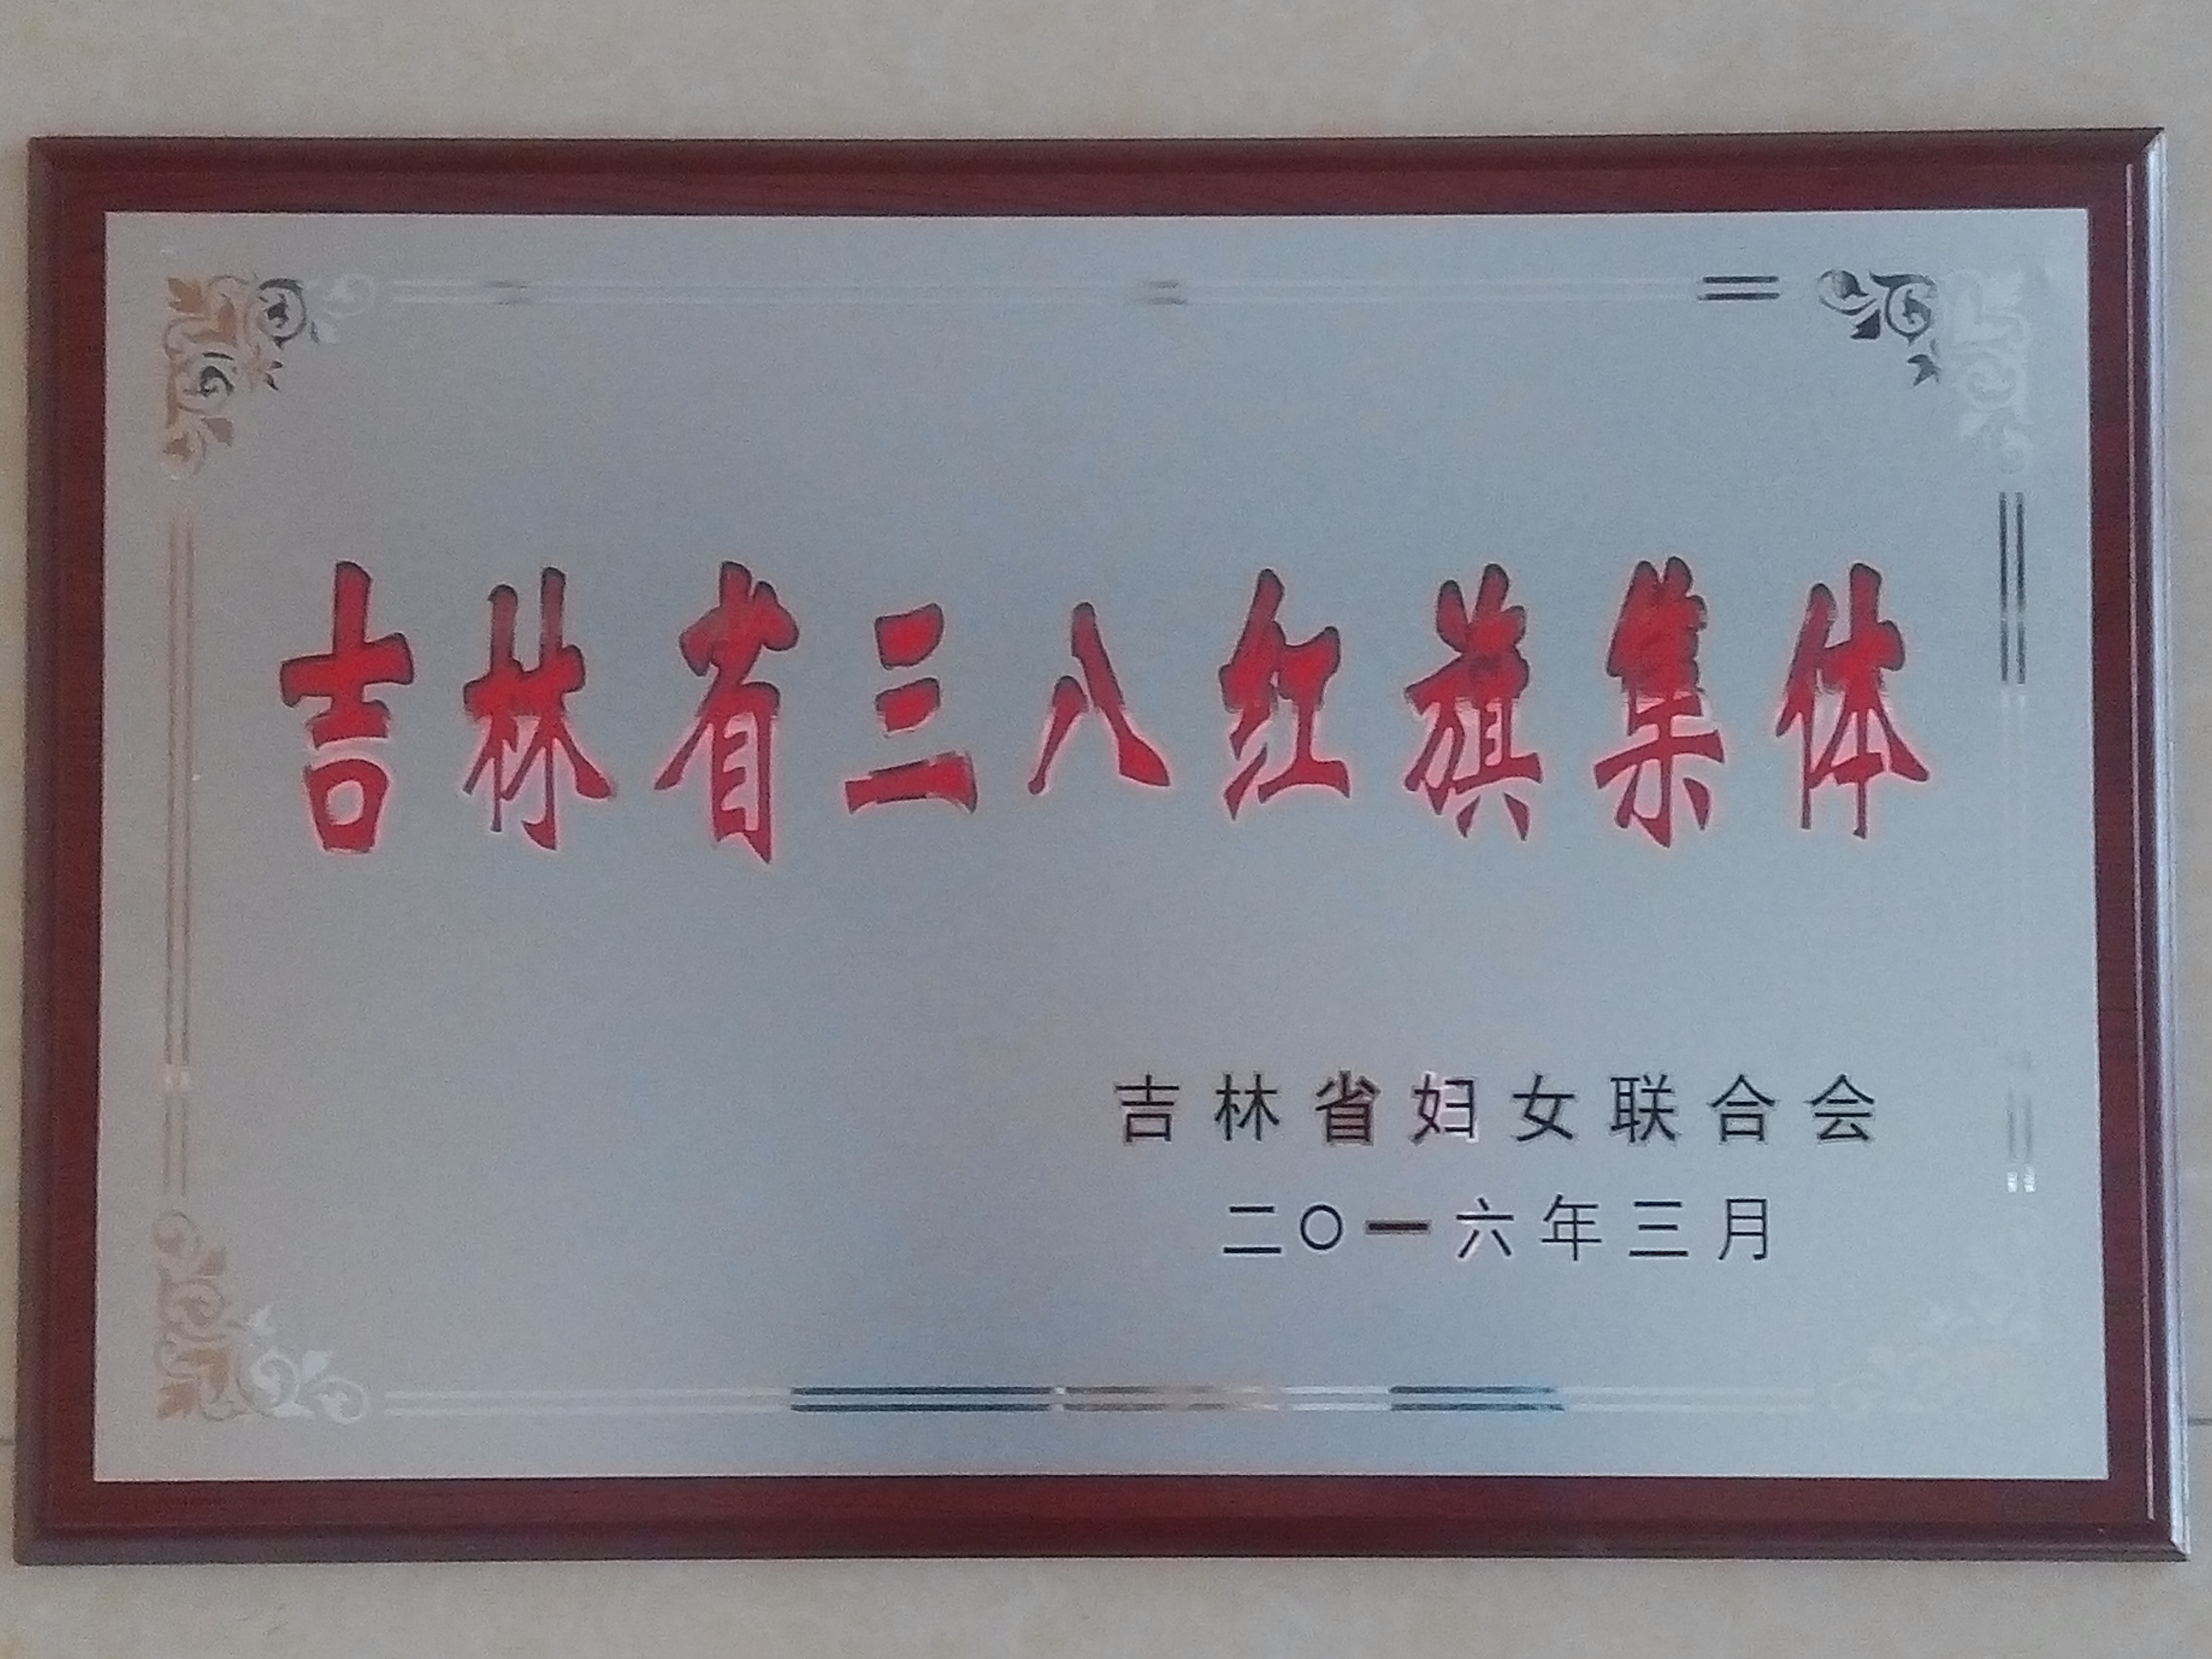 吉林省三八红旗集体
吉林省妇女联合会
二〇一六年三月